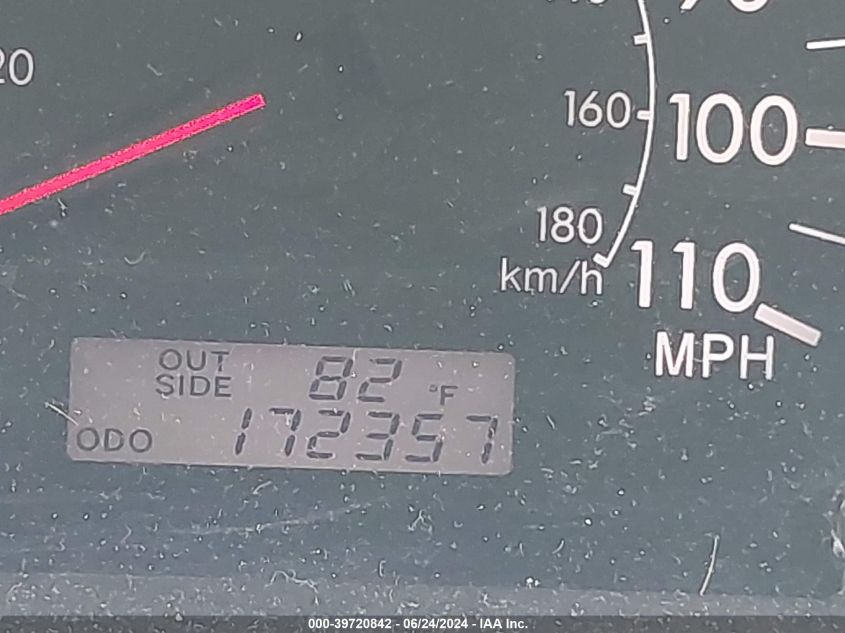 20
160
100
180
km/h
110
MPH
OUT
SIDE
82 °F
ODO
172357
000-39720842 - 06/24/2024 - IAA Inc.